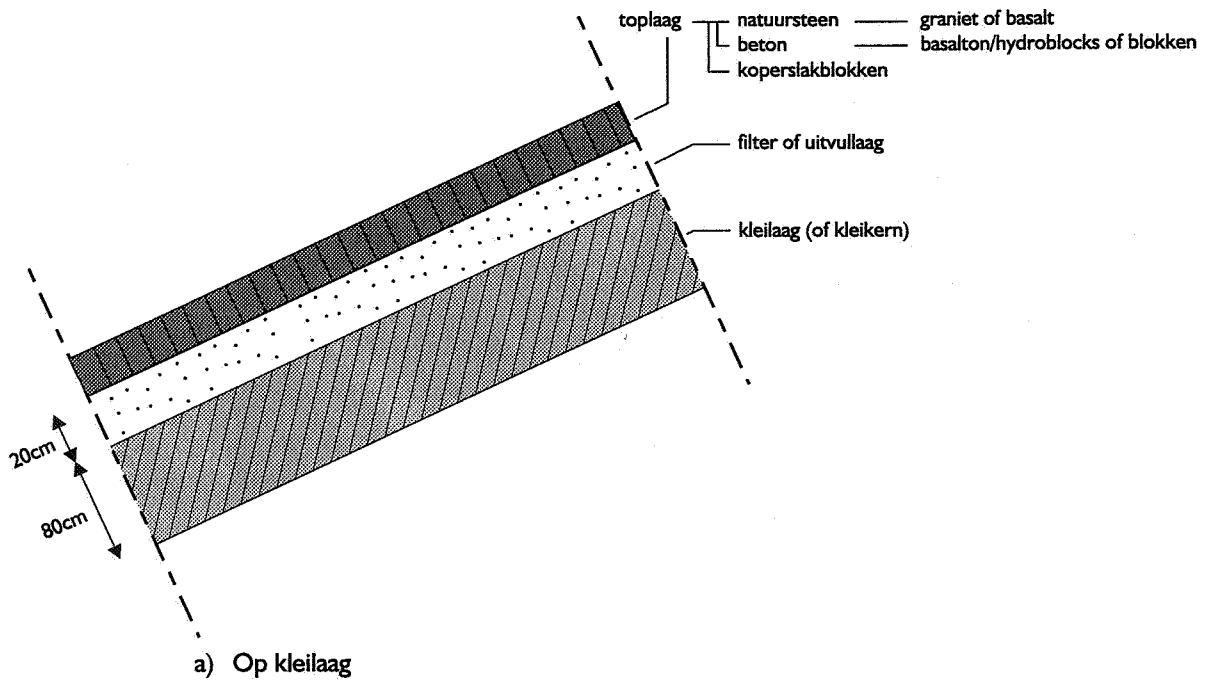 toplaag natuursteen graniet of basalt
beton basalton/hydroblocks of blokken
koperslakblokken
filter of uitvullaag
kleilaag (of kleikern)
20cm
80cm
a) Op kleilaag